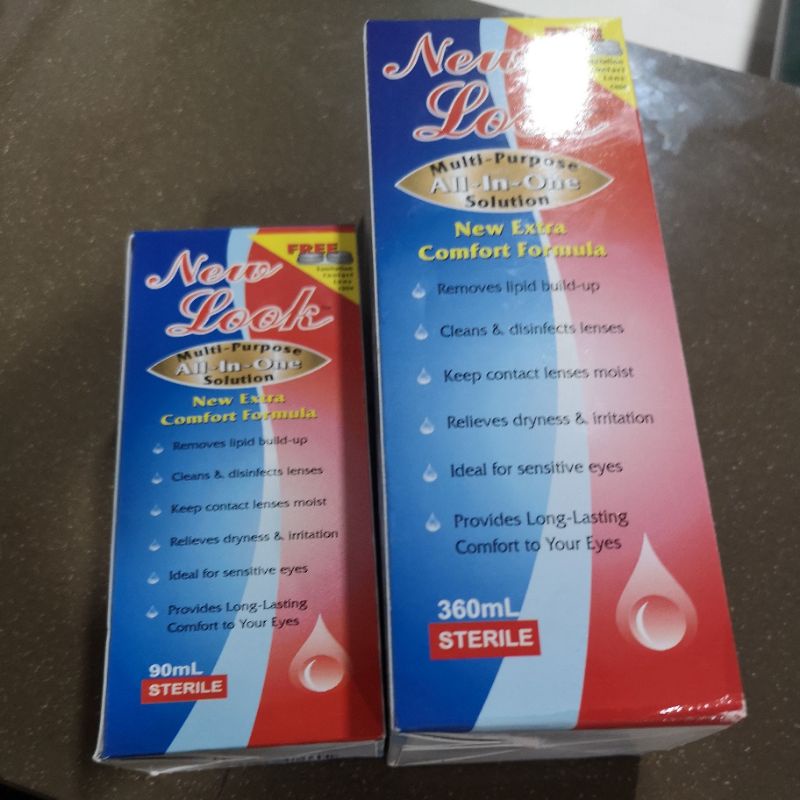 New
Look
FREE
Multi-Purpose
All-In-One
Solution
New Extra
Comfort Formula
Removes lipid build-up
Cleans & disinfects lenses
Keep contact lenses moist
Relieves dryness & irritation
Ideal for sensitive eyes
Provides Long-Lasting
Comfort to Your Eyes
90mL
STERILE
New
Multi-Purpose
All-In-One
Solution
New Extra
Comfort Formula
Removes lipid build-up
Cleans & disinfects lenses
Keep contact lenses moist
Relieves dryness & irritation
Ideal for sensitive eyes
Provides Long-Lasting
Comfort to Your Eyes
360mL
STERILE